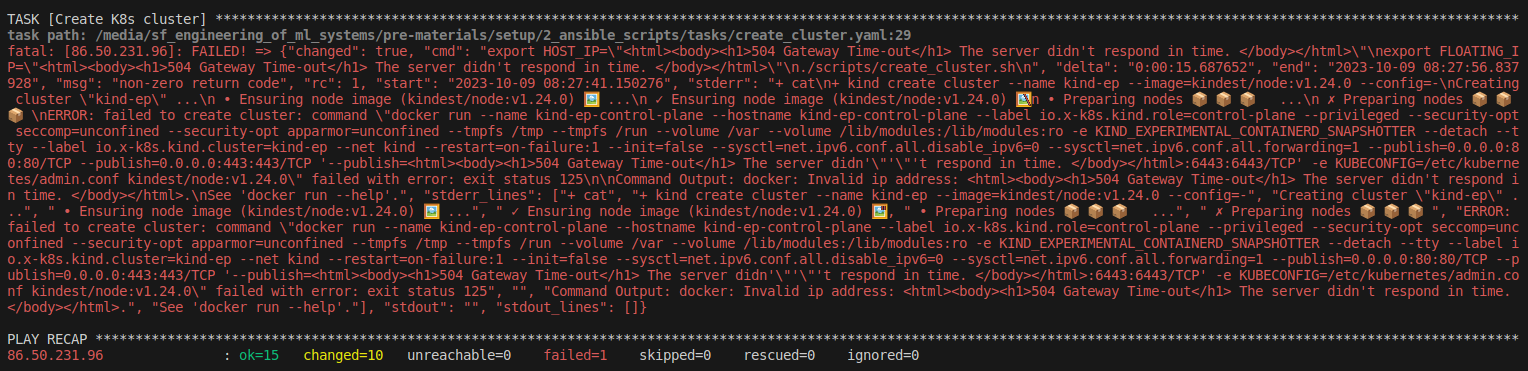 TASK [Create K8s cluster] ****************************************************************************************************************************************************************
task path: /media/sf_engineering_of_ml_systems/pre-materials/setup/2_ansible_scripts/tasks/create_cluster.yaml:29
fatal: [86.50.231.96]: FAILED! => {"changed": true, "cmd": "export HOST_IP=\"<html><body><h1>504 Gateway Time-out</h1> The server didn't respond in time. </body></html>\"\nexport FLOATING_I
P=\"<html><body><h1>504 Gateway Time-out</h1> The server didn't respond in time. </body></html>\"\n./scripts/create_cluster.sh\n", "delta": "0:00:15.687652", "end": "2023-10-09 08:27:56.837
928", "msg": "non-zero return code", "rc": 1, "start": "2023-10-09 08:27:41.150276", "stderr": "+ cat\n+ kind create cluster --name kind-ep --image=kindest/node:v1.24.0 --config=-\nCreating
 cluster \"kind-ep\" ...\n • Ensuring node image (kindest/node:v1.24.0) 🖼 ...\n ✓ Ensuring node image (kindest/node:v1.24.0) 🖼\n • Preparing nodes 📦 📦 📦  ...\n ✗ Preparing nodes 📦 📦
📦 \nERROR: failed to create cluster: command \"docker run --name kind-ep-control-plane --hostname kind-ep-control-plane --label io.x-k8s.kind.role=control-plane --privileged --security-opt
 seccomp=unconfined --security-opt apparmor=unconfined --tmpfs /tmp --tmpfs /run --volume /var --volume /lib/modules:/lib/modules:ro -e KIND_EXPERIMENTAL_CONTAINERD_SNAPSHOTTER --detach --t
ty --label io.x-k8s.kind.cluster=kind-ep --net kind --restart=on-failure:1 --init=false --sysctl=net.ipv6.conf.all.disable_ipv6=0 --sysctl=net.ipv6.conf.all.forwarding=1 --publish=0.0.0.0:8
0:80/TCP --publish=0.0.0.0:443:443/TCP '--publish=<html><body><h1>504 Gateway Time-out</h1> The server didn'\"'\"'t respond in time. </body></html>:6443:6443/TCP' -e KUBECONFIG=/etc/kuberne
tes/admin.conf kindest/node:v1.24.0\" failed with error: exit status 125\n\nCommand Output: docker: Invalid ip address: <html><body><h1>504 Gateway Time-out</h1> The server didn't respond i
n time. </body></html>.\nSee 'docker run --help'.", "stderr_lines": ["+ cat", "+ kind create cluster --name kind-ep --image=kindest/node:v1.24.0 --config=-", "Creating cluster \"kind-ep\" .
..", " • Ensuring node image (kindest/node:v1.24.0) 🖼 ...", " ✓ Ensuring node image (kindest/node:v1.24.0) 🖼", " • Preparing nodes 📦 📦 📦  ...", " ✗ Preparing nodes 📦 📦 📦 ", "ERROR:
failed to create cluster: command \"docker run --name kind-ep-control-plane --hostname kind-ep-control-plane --label io.x-k8s.kind.role=control-plane --privileged --security-opt seccomp=unc
onfined --security-opt apparmor=unconfined --tmpfs /tmp --tmpfs /run --volume /var --volume /lib/modules:/lib/modules:ro -e KIND_EXPERIMENTAL_CONTAINERD_SNAPSHOTTER --detach --tty --label i
o.x-k8s.kind.cluster=kind-ep --net kind --restart=on-failure:1 --init=false --sysctl=net.ipv6.conf.all.disable_ipv6=0 --sysctl=net.ipv6.conf.all.forwarding=1 --publish=0.0.0.0:80:80/TCP --p
ublish=0.0.0.0:443:443/TCP '--publish=<html><body><h1>504 Gateway Time-out</h1> The server didn'\"'\"'t respond in time. </body></html>:6443:6443/TCP' -e KUBECONFIG=/etc/kubernetes/admin.co
nf kindest/node:v1.24.0\" failed with error: exit status 125", "", "Command Output: docker: Invalid ip address: <html><body><h1>504 Gateway Time-out</h1> The server didn't respond in time.
</body></html>.", "See 'docker run --help'."], "stdout": "", "stdout_lines": []}
PLAY RECAP *******************************************************************************************************************************************************************************
86.50.231.96               : ok=15   changed=10   unreachable=0    failed=1    skipped=0    rescued=0    ignored=0